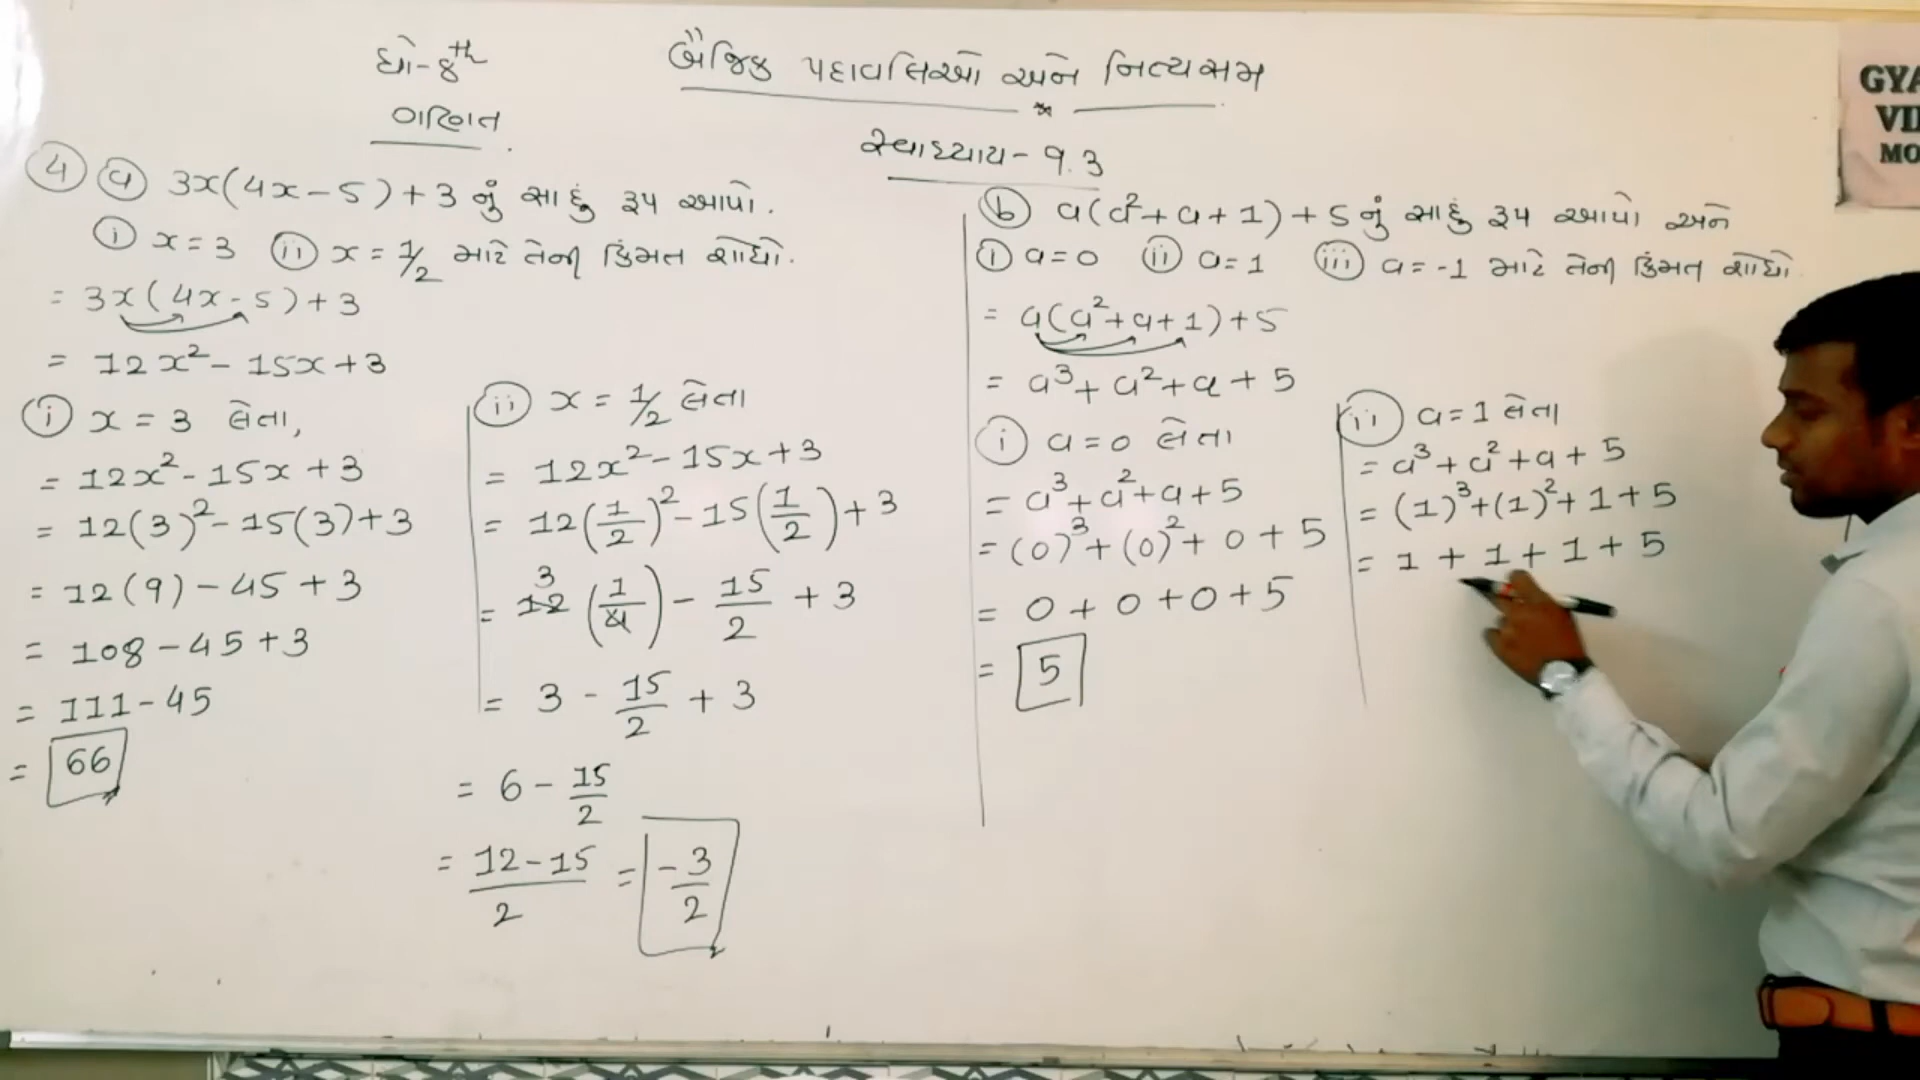 ધો-8th
ગણિત
બૈજિક પદાવલિઓ અને નિત્યસમ
સ્વાધ્યાય-9.3
GYA
VID
MO
4 a 3x(4x-5)+3 નું સાદું રૂપ આપો.
i x=3 ii x=1/2 માટે તેની કિંમત શોધો.
= 3x(4x-5)+3
= 12x²-15x+3
i x=3 લેતા,
= 12x²-15x+3
= 12(3)²-15(3)+3
= 12(9)-45+3
= 108-45+3
= 111-45
= 66
ii x=1/2 લેતા
= 12x²-15x+3
= 12(1/2)²-15(1/2)+3
= 3 12(1/4)-15/2+3
= 3-15/2+3
= 6-15/2
= 12-15/2 = -3/2
b a(a²+a+1)+5 નું સાદું રૂપ આપો અને
i a=0 ii a=1 iii a=-1 માટે તેની કિંમત શોધો.
= a(a²+a+1)+5
= a³+a²+a+5
i a=0 લેતા
= a³+a²+a+5
= (0)³+(0)²+0+5
= 0+0+0+5
= 5
ii a=1 લેતા
= a³+a²+a+5
= (1)³+(1)²+1+5
= 1+1+1+5